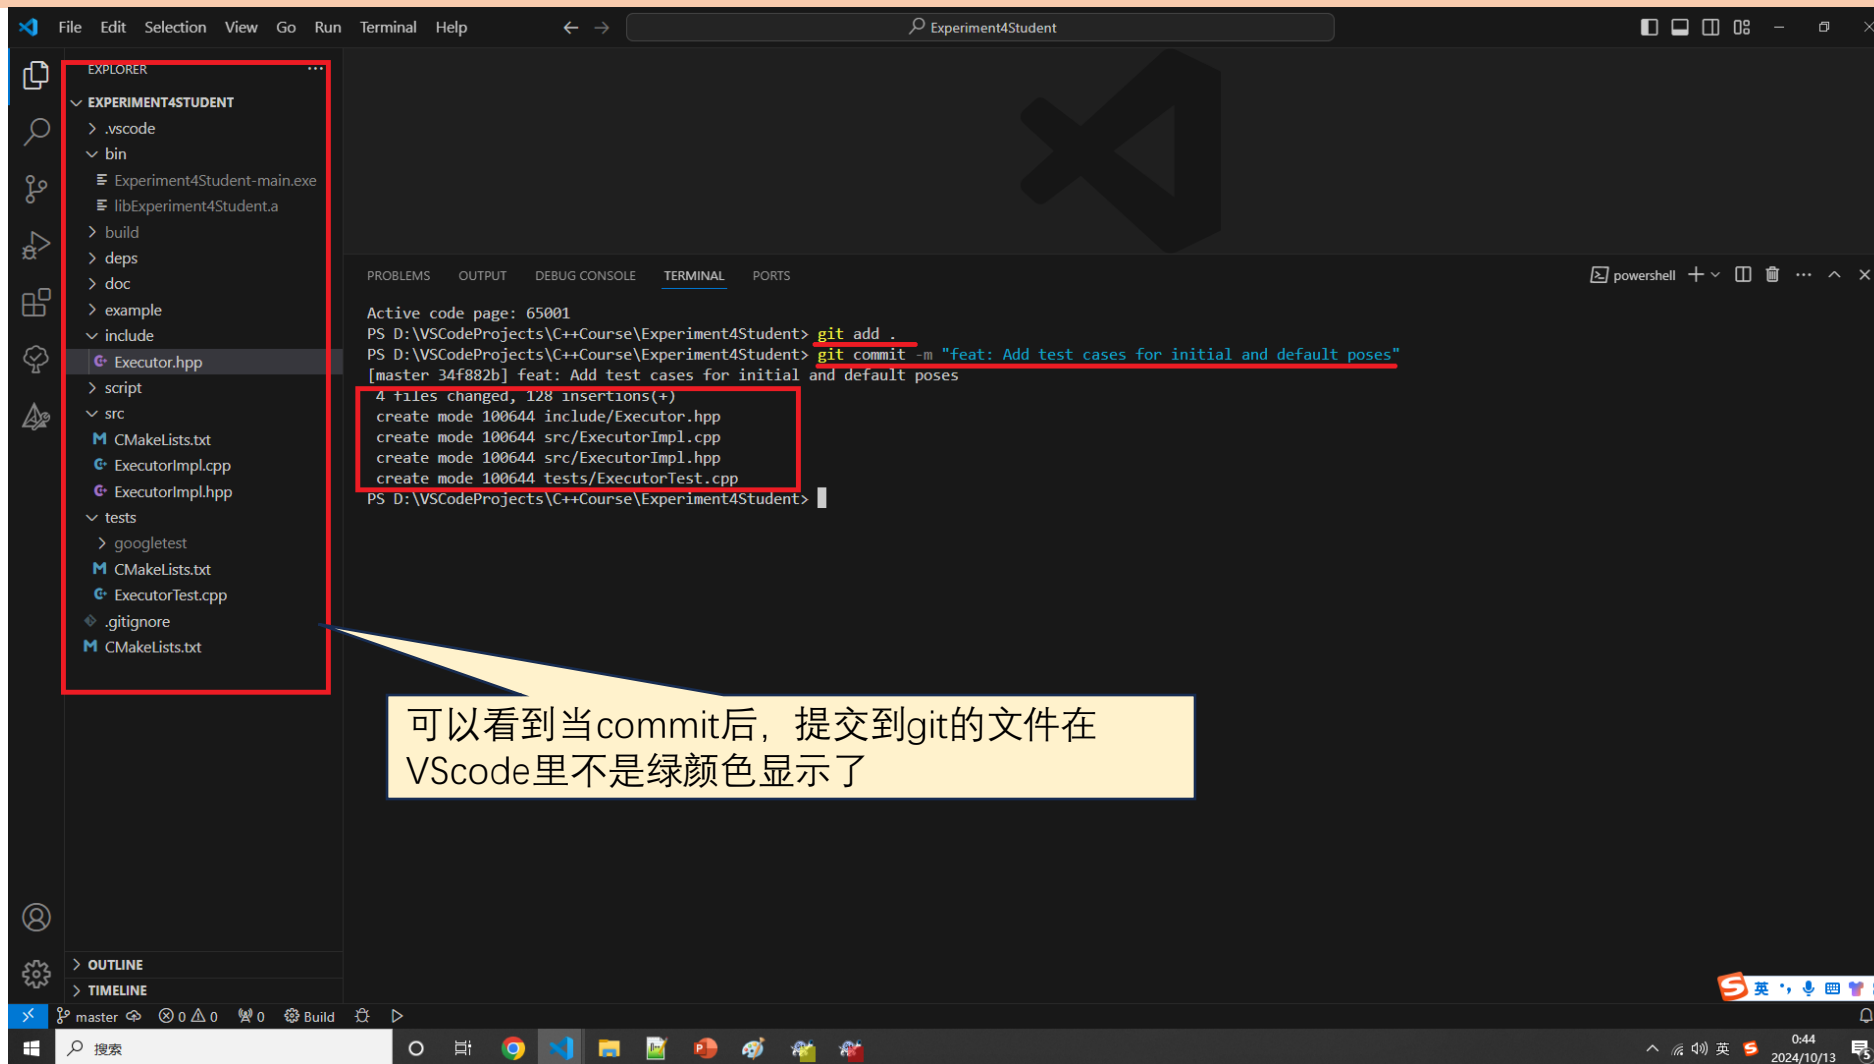 File Edit Selection View Go Run Terminal Help
Experiment4Student
EXPLORER
EXPERIMENT4STUDENT
.vscode
bin
Experiment4Student-main.exe
libExperiment4Student.a
build
deps
doc
example
include
Executor.hpp
script
src
CMakeLists.txt
ExecutorImpl.cpp
ExecutorImpl.hpp
tests
googletest
CMakeLists.txt
ExecutorTest.cpp
.gitignore
CMakeLists.txt
OUTLINE
TIMELINE
PROBLEMS OUTPUT DEBUG CONSOLE TERMINAL PORTS
powershell
Active code page: 65001
PS D:\VSCodeProjects\C++Course\Experiment4Student> git add .
PS D:\VSCodeProjects\C++Course\Experiment4Student> git commit -m "feat: Add test cases for initial and default poses"
[master 34f882b] feat: Add test cases for initial and default poses
4 files changed, 128 insertions(+)
create mode 100644 include/Executor.hpp
create mode 100644 src/ExecutorImpl.cpp
create mode 100644 src/ExecutorImpl.hpp
create mode 100644 tests/ExecutorTest.cpp
PS D:\VSCodeProjects\C++Course\Experiment4Student>
可以看到当commit后，提交到git的文件在
VScode里不是绿颜色显示了
英
master 0 0 0 Build
搜索
英
0:44
2024/10/13